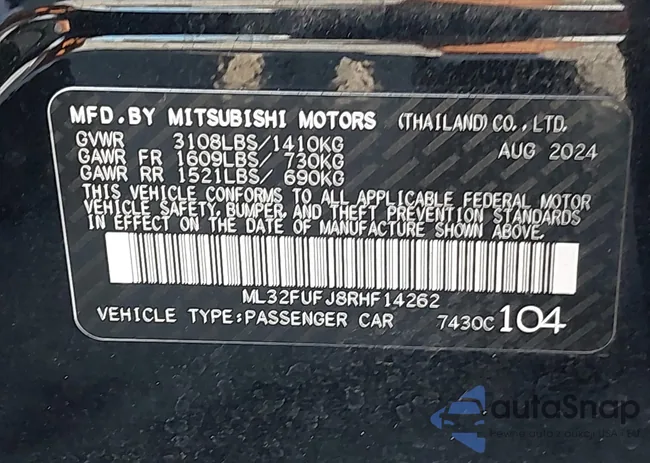 MFD.BY MITSUBISHI MOTORS (THAILAND) CO., LTD.
GVWR 3108LBS/1410KG AUG 2024
GAWR FR 1609LBS/ 730KG
GAWR RR 1521LBS/ 690KG
THIS VEHICLE CONFORMS TO ALL APPLICABLE FEDERAL MOTOR
VEHICLE SAFETY, BUMPER, AND THEFT PREVENTION STANDARDS
IN EFFECT ON THE DATE OF MANUFACTURE SHOWN ABOVE.
ML32FUFJ8RHF14262
VEHICLE TYPE:PASSENGER CAR 7430C 104
autoSnap